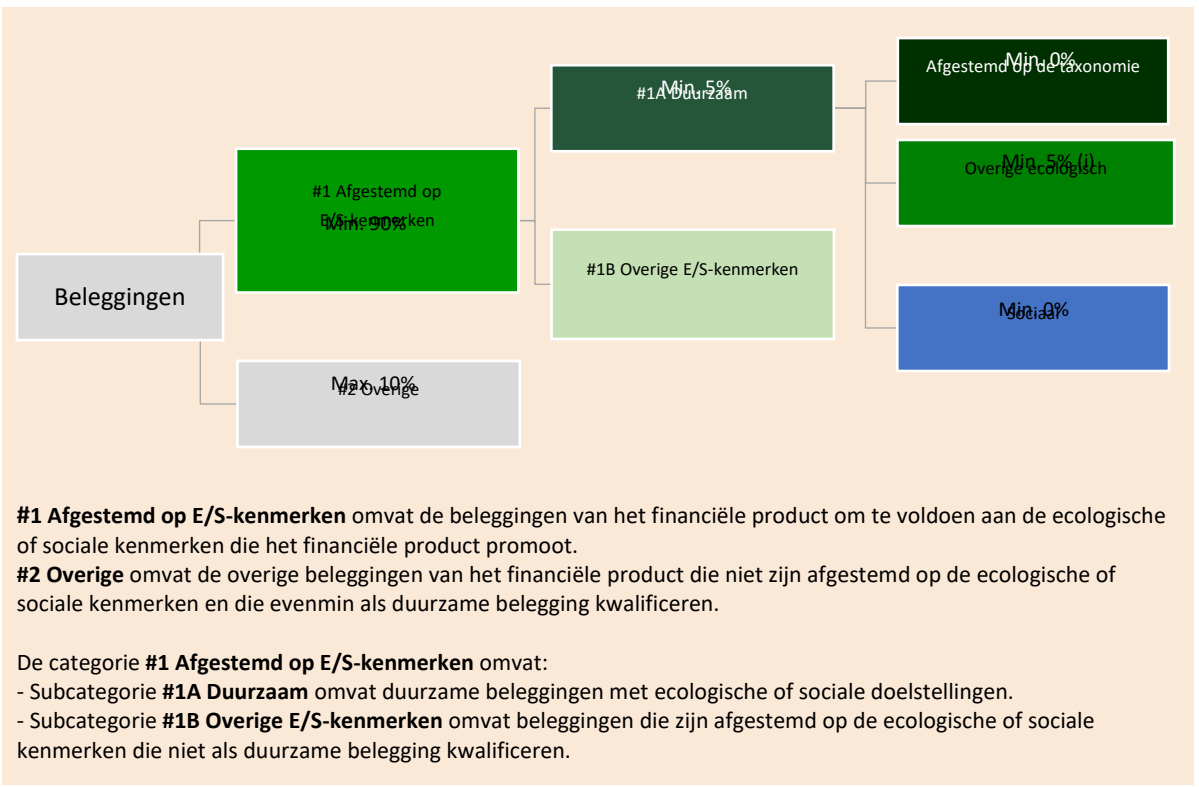 Beleggingen
#1 Afgestemd op
E/S-kenmerken
Min. 90%
Max. 10%
#2 Overige
Min. 5%
#1A Duurzaam
#1B Overige E/S-kenmerken
Min. 0%
Afgestemd op de taxonomie
Min. 5% (i)
Overige ecologisch
Min. 0%
Sociaal
#1 Afgestemd op E/S-kenmerken omvat de beleggingen van het financiële product om te voldoen aan de ecologische
of sociale kenmerken die het financiële product promoot.
#2 Overige omvat de overige beleggingen van het financiële product die niet zijn afgestemd op de ecologische of
sociale kenmerken en die evenmin als duurzame belegging kwalificeren.
De categorie #1 Afgestemd op E/S-kenmerken omvat:
- Subcategorie #1A Duurzaam omvat duurzame beleggingen met ecologische of sociale doelstellingen.
- Subcategorie #1B Overige E/S-kenmerken omvat beleggingen die zijn afgestemd op de ecologische of sociale
kenmerken die niet als duurzame belegging kwalificeren.